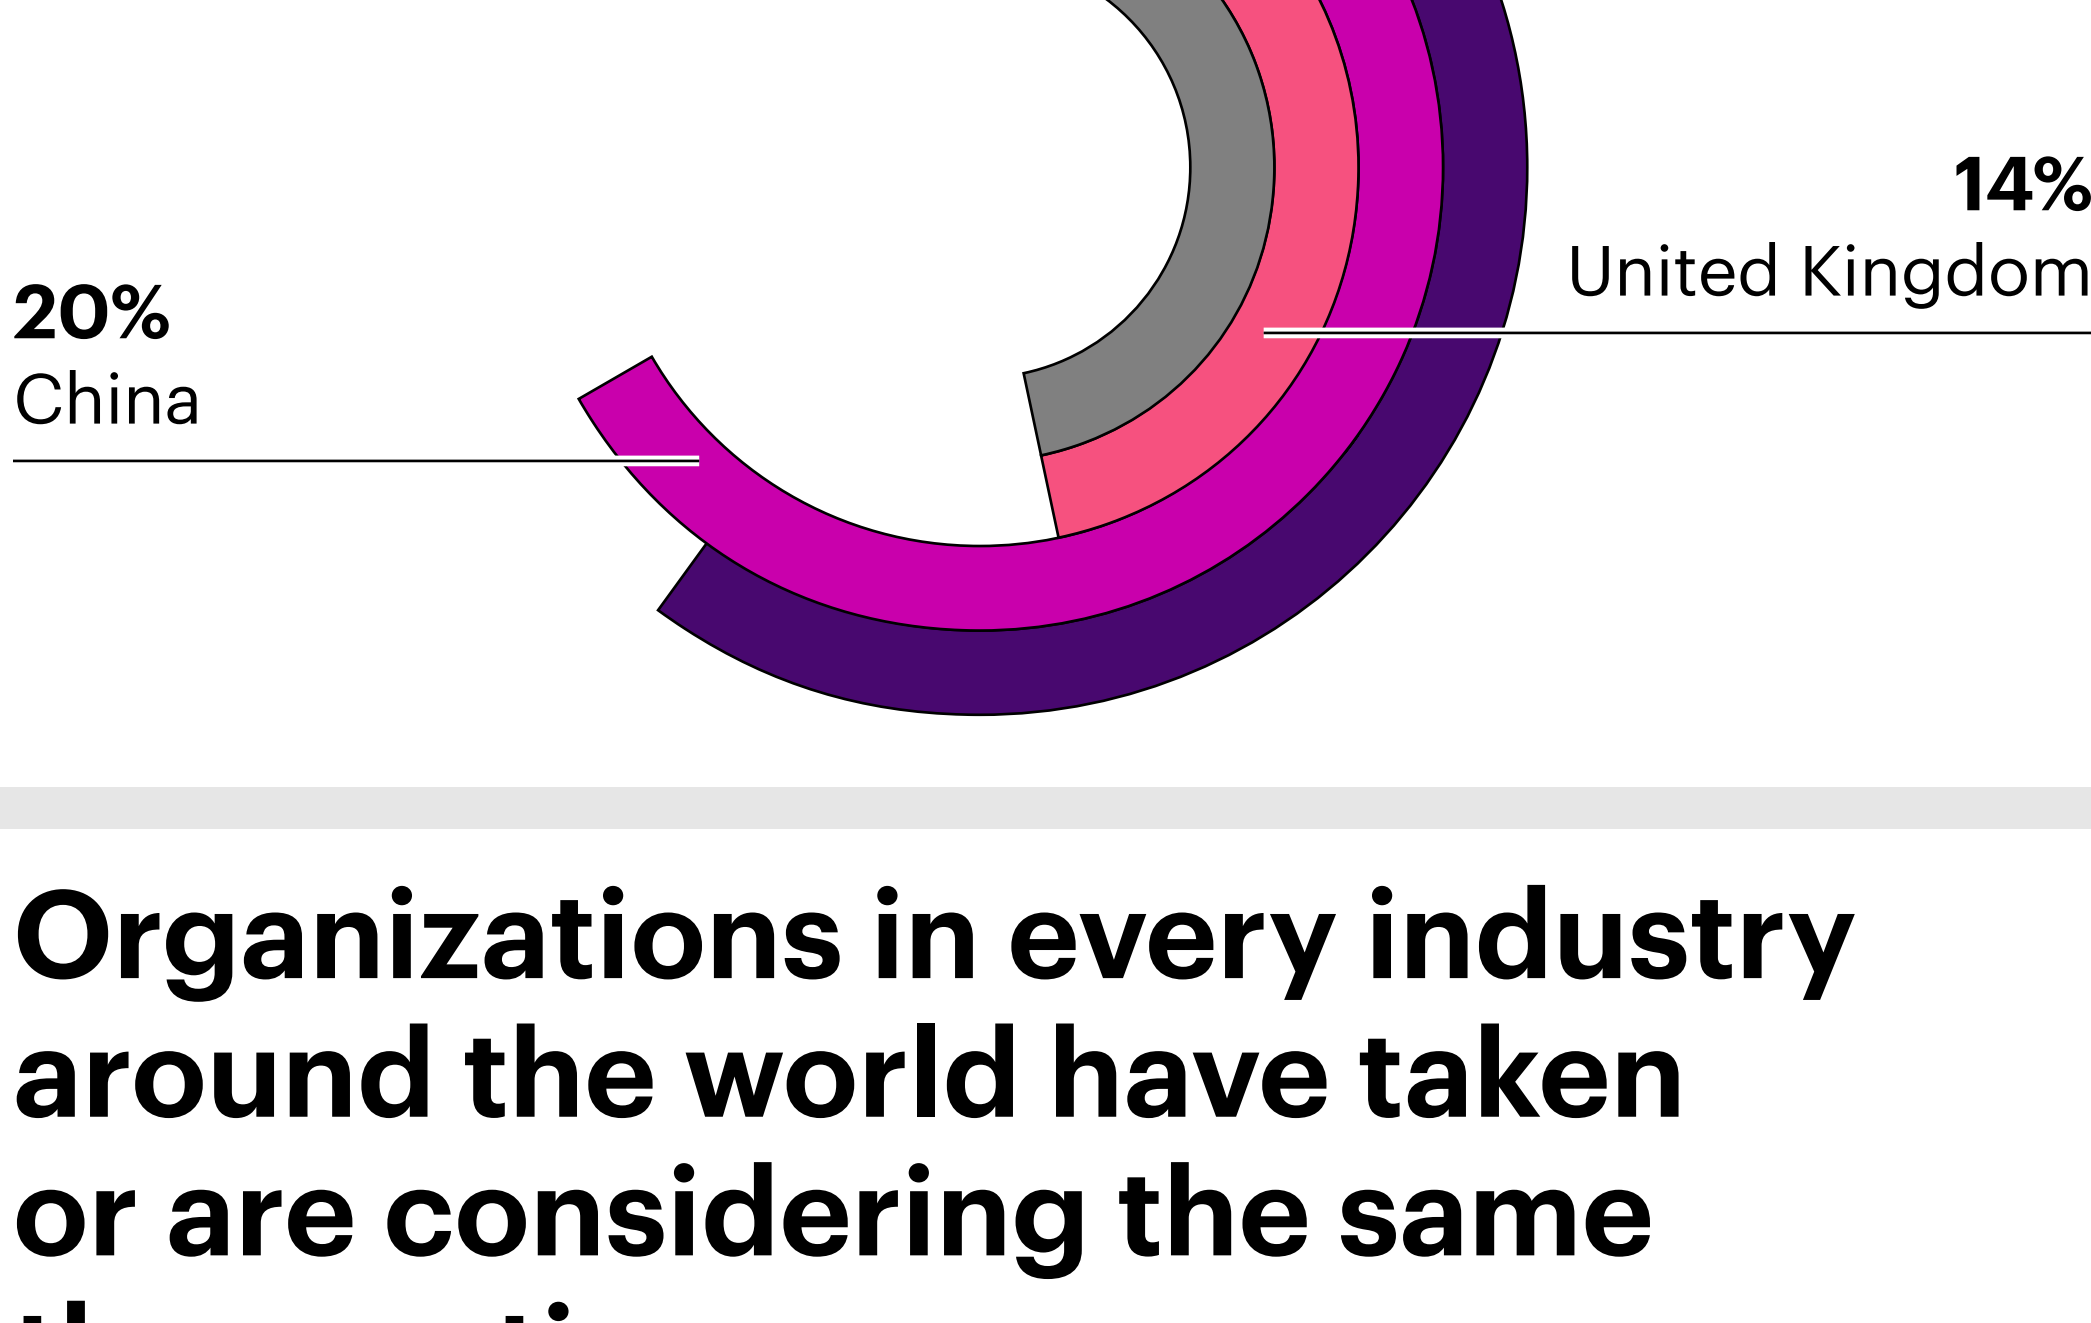 14%
United Kingdom
20%
China
Organizations in every industry
around the world have taken
or are considering the same